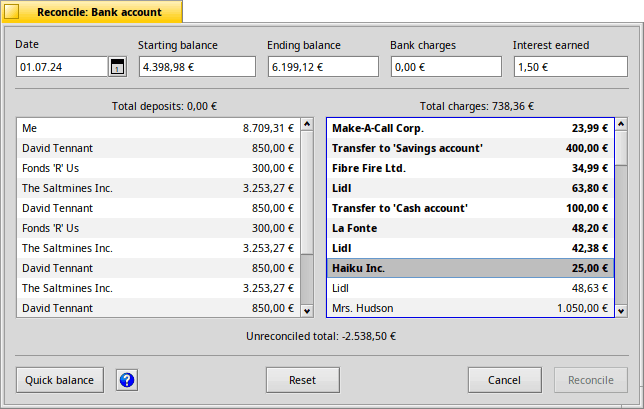 Reconcile: Bank account
Date Starting balance Ending balance Bank charges Interest earned
01.07.24 4.398,98 € 6.199,12 € 0,00 € 1,50 €
Total deposits: 0,00 € Total charges: 738,36 €
Me 8.709,31 € Make-A-Call Corp. 23,99 €
David Tennant 850,00 € Transfer to 'Savings account' 400,00 €
Fonds 'R' Us 300,00 € Fibre Fire Ltd. 34,99 €
The Saltmines Inc. 3.253,27 € Lidl 63,80 €
David Tennant 850,00 € Transfer to 'Cash account' 100,00 €
Fonds 'R' Us 300,00 € La Fonte 48,20 €
The Saltmines Inc. 3.253,27 € Lidl 42,38 €
David Tennant 850,00 € Haiku Inc. 25,00 €
The Saltmines Inc. 3.253,27 € Lidl 48,63 €
David Tennant 850,00 € Mrs. Hudson 1.050,00 €
Unreconciled total: -2.538,50 €
Quick balance ? Reset Cancel Reconcile